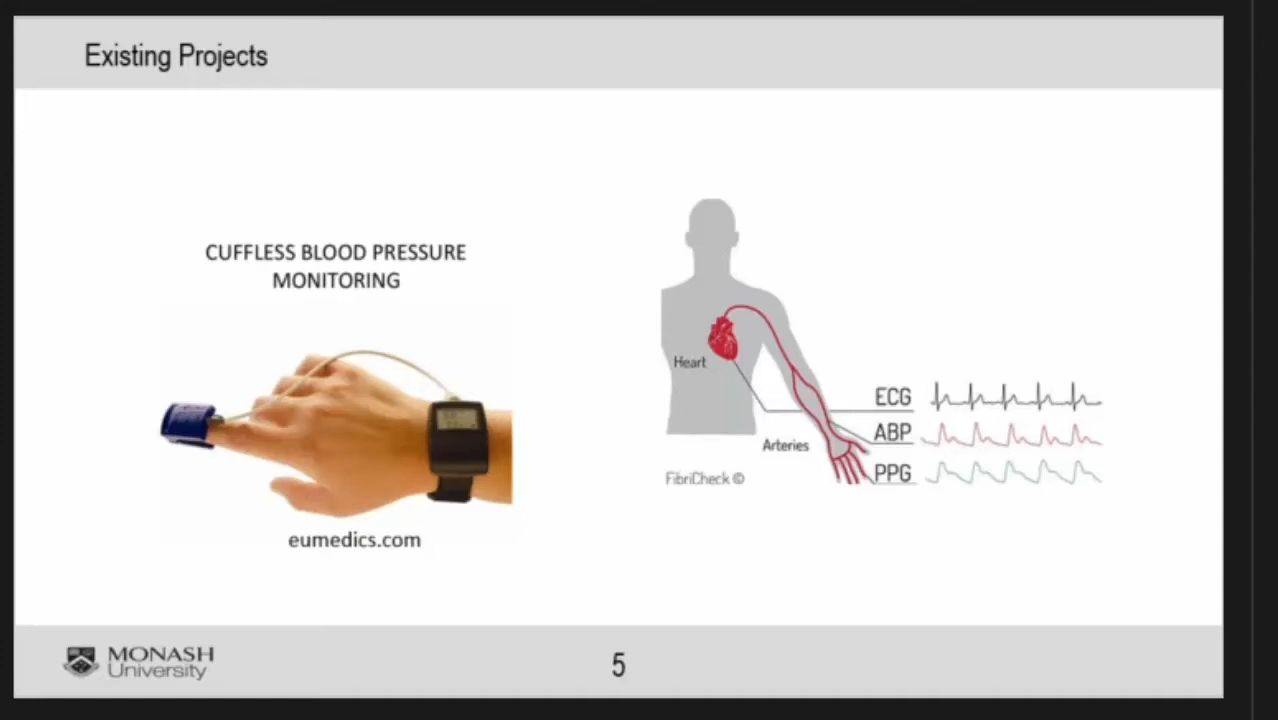 Existing Projects
CUFFLESS BLOOD PRESSURE
MONITORING
eumedics.com
Heart
Arteries
FibriCheck ©
ECG
ABP
PPG
MONASH
University
5